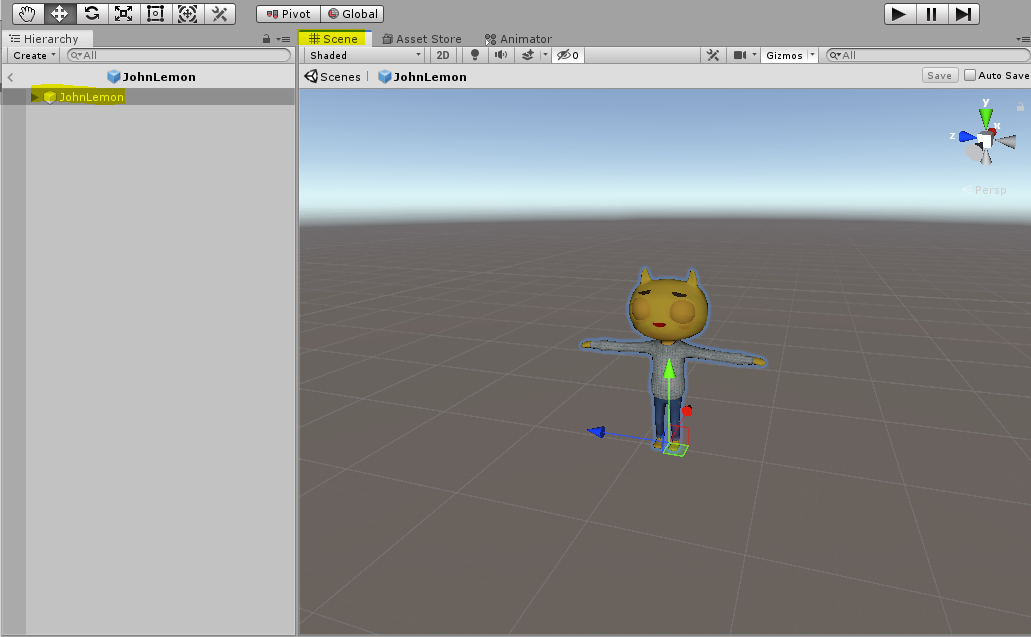 Pivot Global
Hierarchy
Scene Asset Store Animator
Create All
Shaded 2D 0 Gizmos All
JohnLemon
Scenes JohnLemon Save Auto Save
JohnLemon
y
x
z
Persp